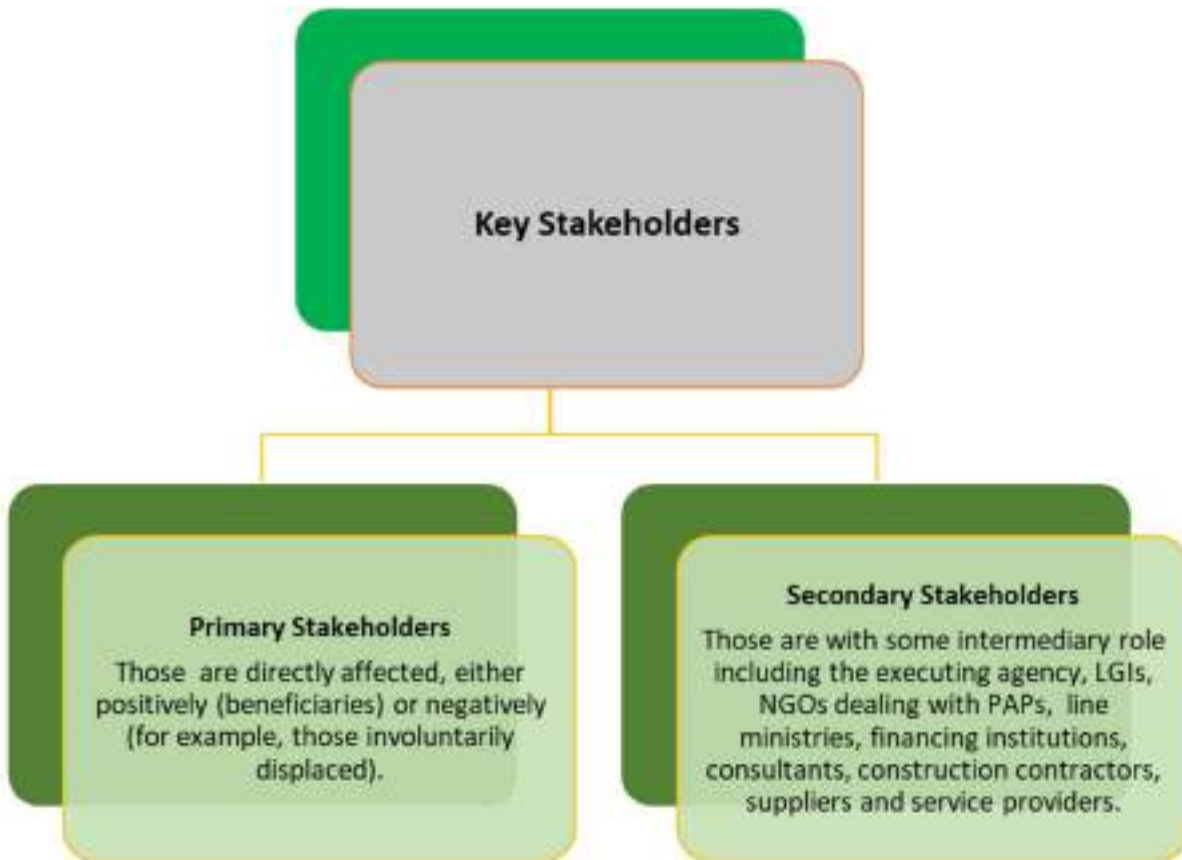 Key Stakeholders
Primary Stakeholders
Those are directly affected, either
positively (beneficiaries) or negatively
(for example, those involuntarily
displaced).
Secondary Stakeholders
Those are with some intermediary role
including the executing agency, LGIs,
NGOs dealing with PAPs, line
ministries, financing institutions,
consultants, construction contractors,
suppliers and service providers.